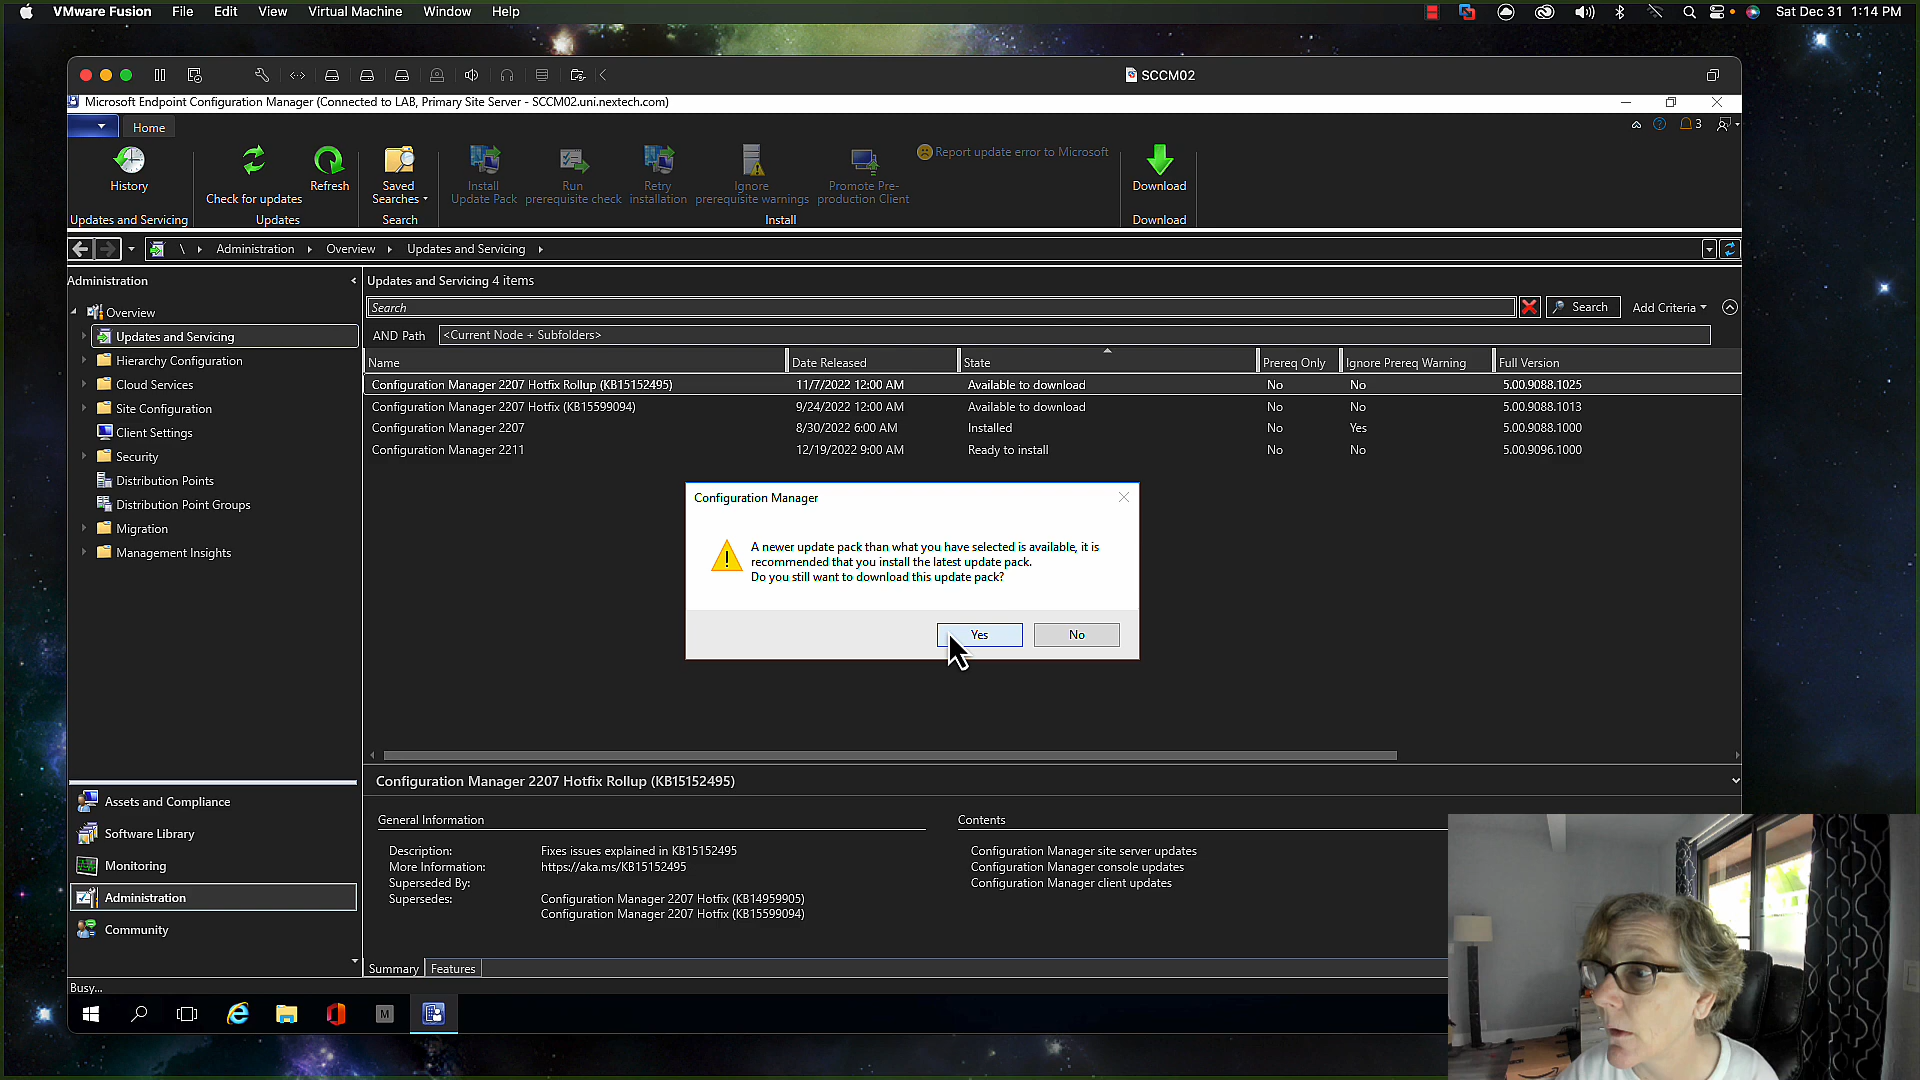 VMware Fusion File Edit View Virtual Machine Window Help Sat Dec 31 1:14 PM
SCCM02
Microsoft Endpoint Configuration Manager (Connected to LAB, Primary Site Server - SCCM02.uni.nextech.com)
Home
3
History
Check for updates
Refresh
Saved Searches
Install Update Pack
Run prerequisite check
Retry installation
Ignore prerequisite warnings
Promote Pre-production Client
Report update error to Microsoft
Download
Updates and Servicing Updates Search Install Download
\ Administration Overview Updates and Servicing
Administration
Overview
Updates and Servicing
Hierarchy Configuration
Cloud Services
Site Configuration
Client Settings
Security
Distribution Points
Distribution Point Groups
Migration
Management Insights
Assets and Compliance
Software Library
Monitoring
Administration
Community
Updates and Servicing 4 items
Search Search Add Criteria
AND Path <Current Node + Subfolders>
Name Date Released State Prereq Only Ignore Prereq Warning Full Version
Configuration Manager 2207 Hotfix Rollup (KB15152495) 11/7/2022 12:00 AM Available to download No No 5.00.9088.1025
Configuration Manager 2207 Hotfix (KB15599094) 9/24/2022 12:00 AM Available to download No No 5.00.9088.1013
Configuration Manager 2207 8/30/2022 6:00 AM Installed No Yes 5.00.9088.1000
Configuration Manager 2211 12/19/2022 9:00 AM Ready to install No No 5.00.9096.1000
Configuration Manager
A newer update pack than what you have selected is available, it is
recommended that you install the latest update pack.
Do you still want to download this update pack?
Yes No
Configuration Manager 2207 Hotfix Rollup (KB15152495)
General Information
Description: Fixes issues explained in KB15152495
More Information: https://aka.ms/KB15152495
Superseded By:
Supersedes: Configuration Manager 2207 Hotfix (KB14959905)
Configuration Manager 2207 Hotfix (KB15599094)
Contents
Configuration Manager site server updates
Configuration Manager console updates
Configuration Manager client updates
Summary Features
Busy...
M